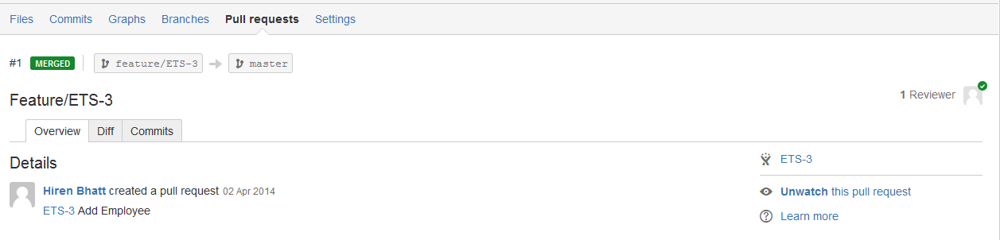 Files Commits Graphs Branches Pull requests Settings
#1 MERGED feature/ETS-3 master
Feature/ETS-3
1 Reviewer
Overview Diff Commits
Details
Hiren Bhatt created a pull request 02 Apr 2014
ETS-3 Add Employee
ETS-3
Unwatch this pull request
Learn more